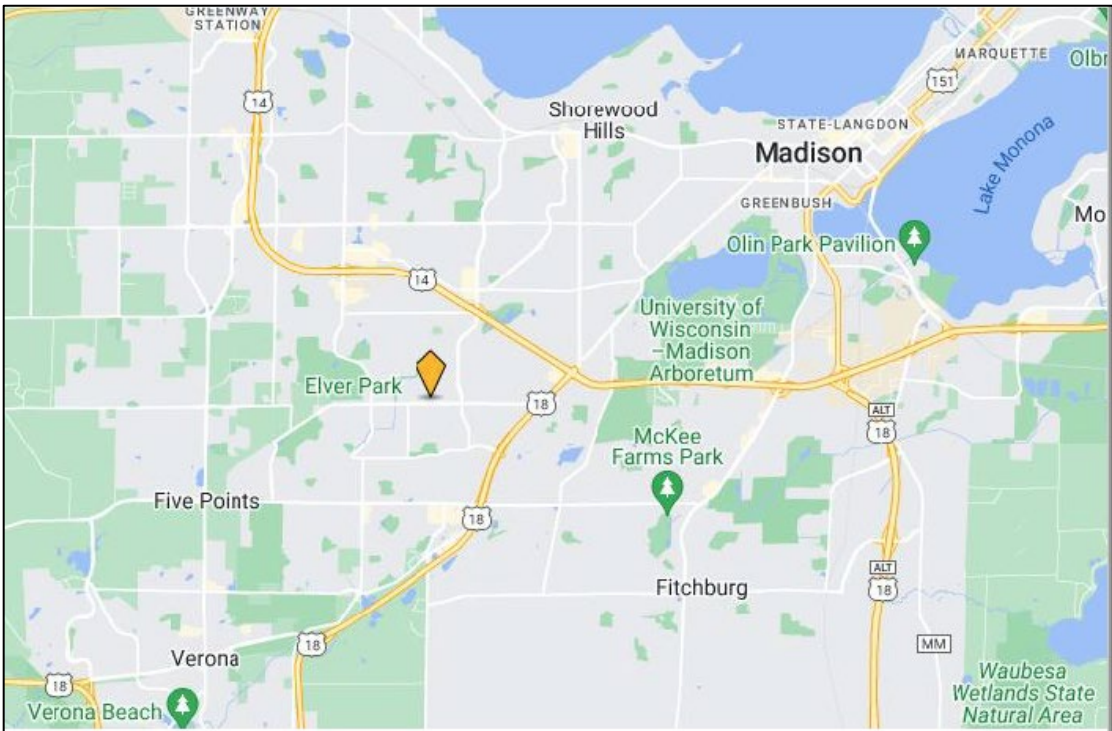 GREENWAY
STATION
MARQUETTE
151
14
Shorewood
Hills
STATE-LANGDON
Madison
Lake Monona
GREENBUSH
Mo
Olin Park Pavilion
14
University of
Wisconsin
–Madison
Arboretum
Elver Park
18
ALT
18
McKee
Farms Park
Five Points
18
ALT
18
Fitchburg
18
MM
Verona
18
Verona Beach
Waubesa
Wetlands State
Natural Area